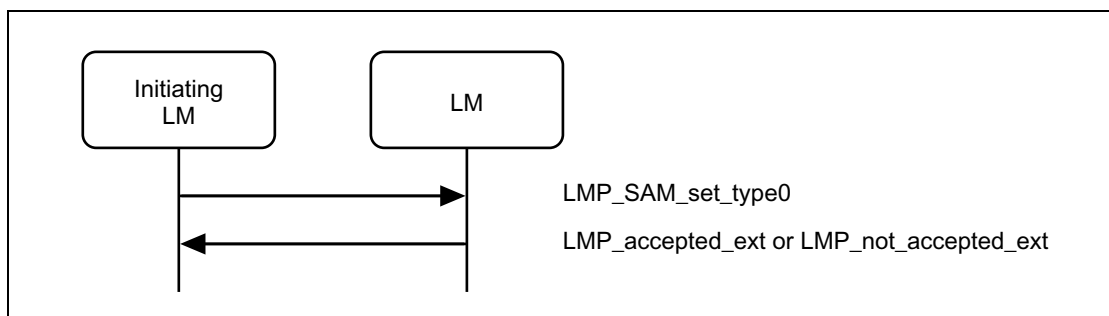 Initiating
LM
LM
LMP_SAM_set_type0
LMP_accepted_ext or LMP_not_accepted_ext